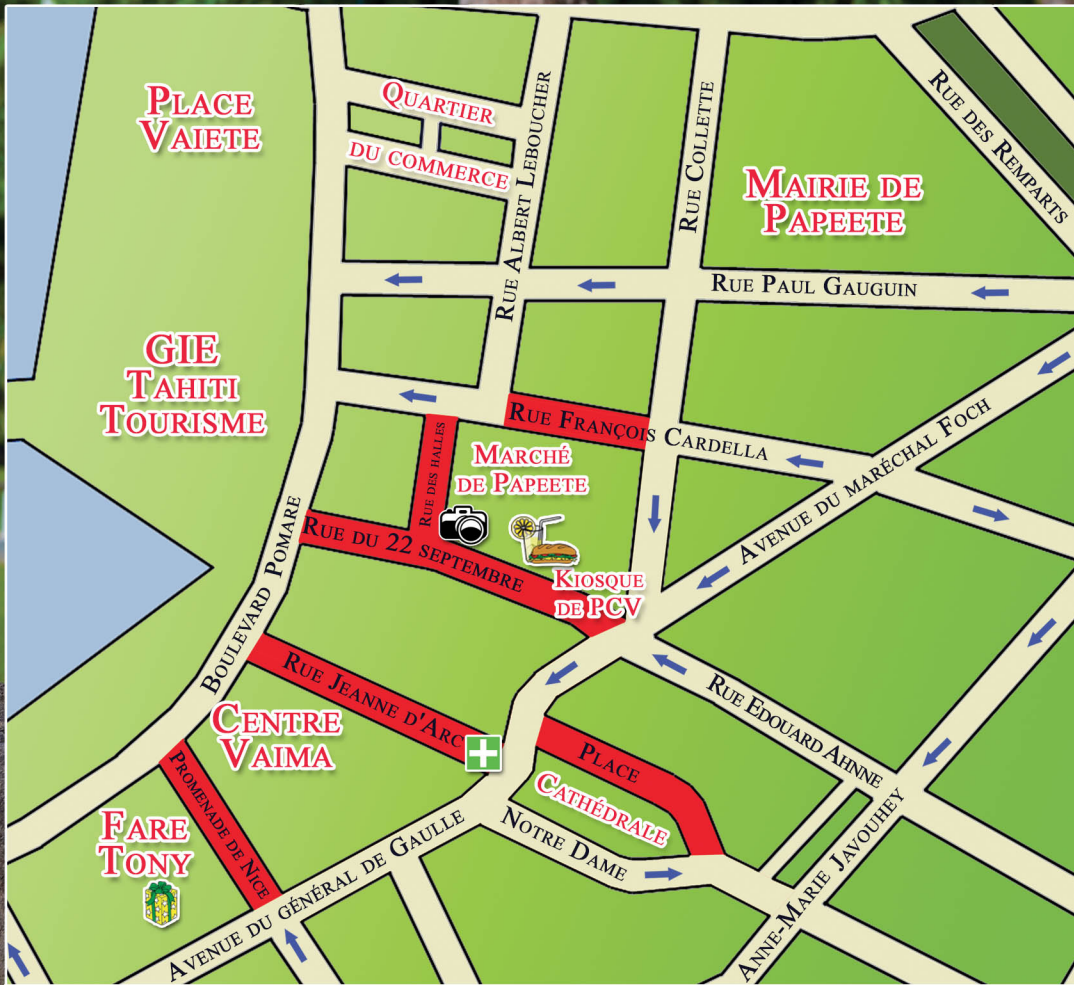 Place
Vaiete
Quartier
du commerce
Rue Albert Leboucher
Rue Collette
Rue des Remparts
Mairie de
Papeete
Rue Paul Gauguin
GIE
Tahiti
Tourisme
Rue François Cardella
Avenue du maréchal Foch
Rue des halles
Marché
de Papeete
Rue du 22 septembre
Kiosque
de PCV
Boulevard Pomare
Rue Jeanne d'Arc
Centre
Vaima
Rue Edouard Ahnne
Place
Cathédrale
Notre Dame
Promenade de Nice
Fare
Tony
Avenue du général de Gaulle
Anne-Marie Javouhey